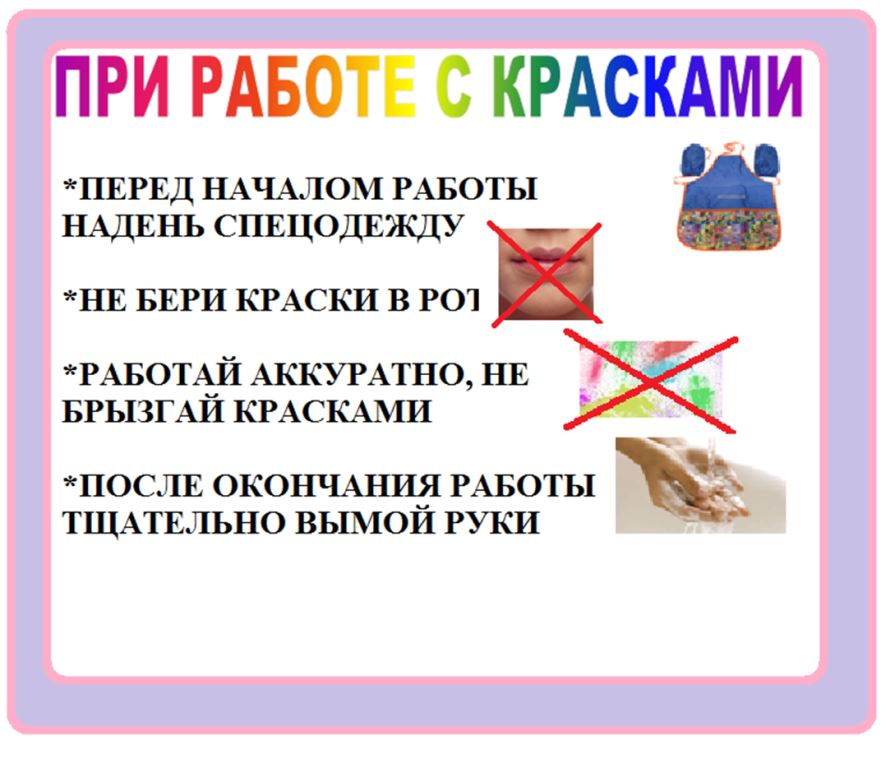 ПРИ РАБОТЕ С КРАСКАМИ
*ПЕРЕД НАЧАЛОМ РАБОТЫ
НАДЕНЬ СПЕЦОДЕЖДУ
*НЕ БЕРИ КРАСКИ В РОТ
*РАБОТАЙ АККУРАТНО, НЕ
БРЫЗГАЙ КРАСКАМИ
*ПОСЛЕ ОКОНЧАНИЯ РАБОТЫ
ТЩАТЕЛЬНО ВЫМОЙ РУКИ